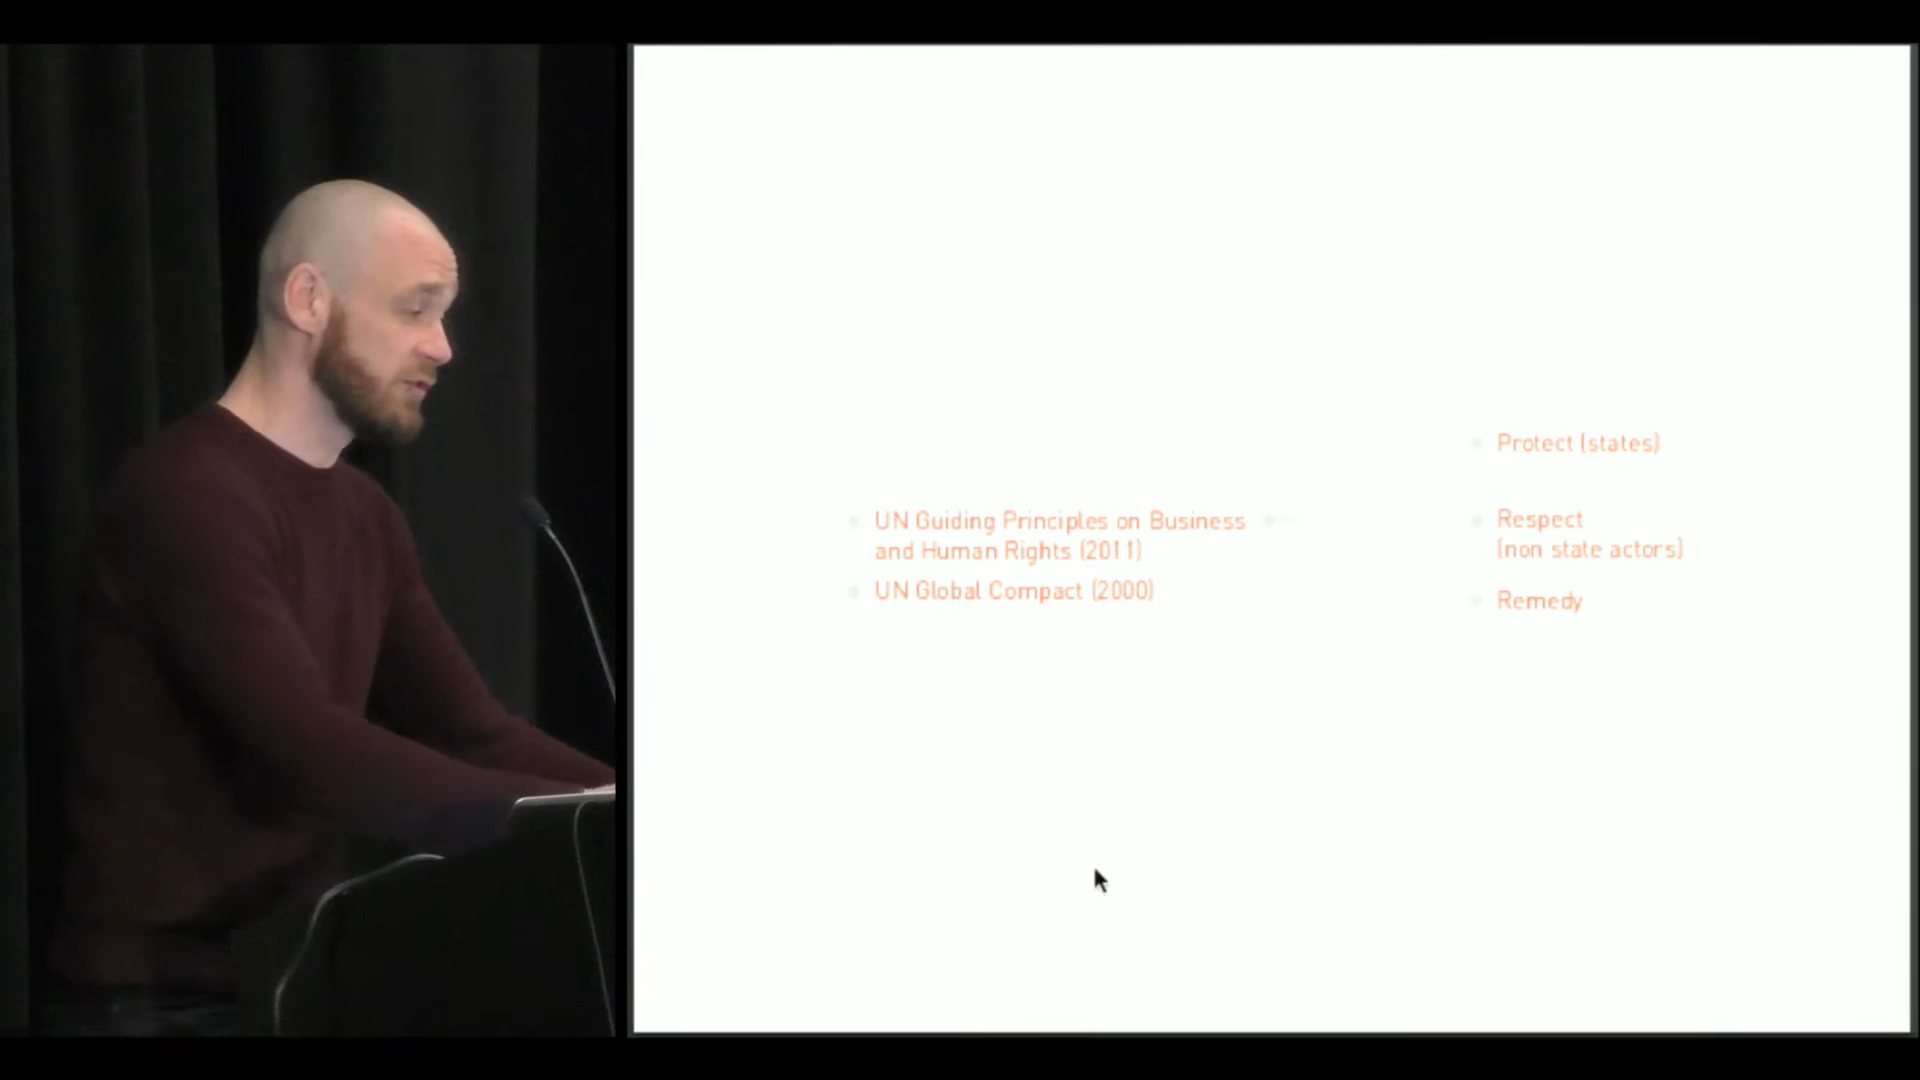 UN Guiding Principles on Business
and Human Rights (2011)
UN Global Compact (2000)
Protect (states)
Respect
(non state actors)
Remedy